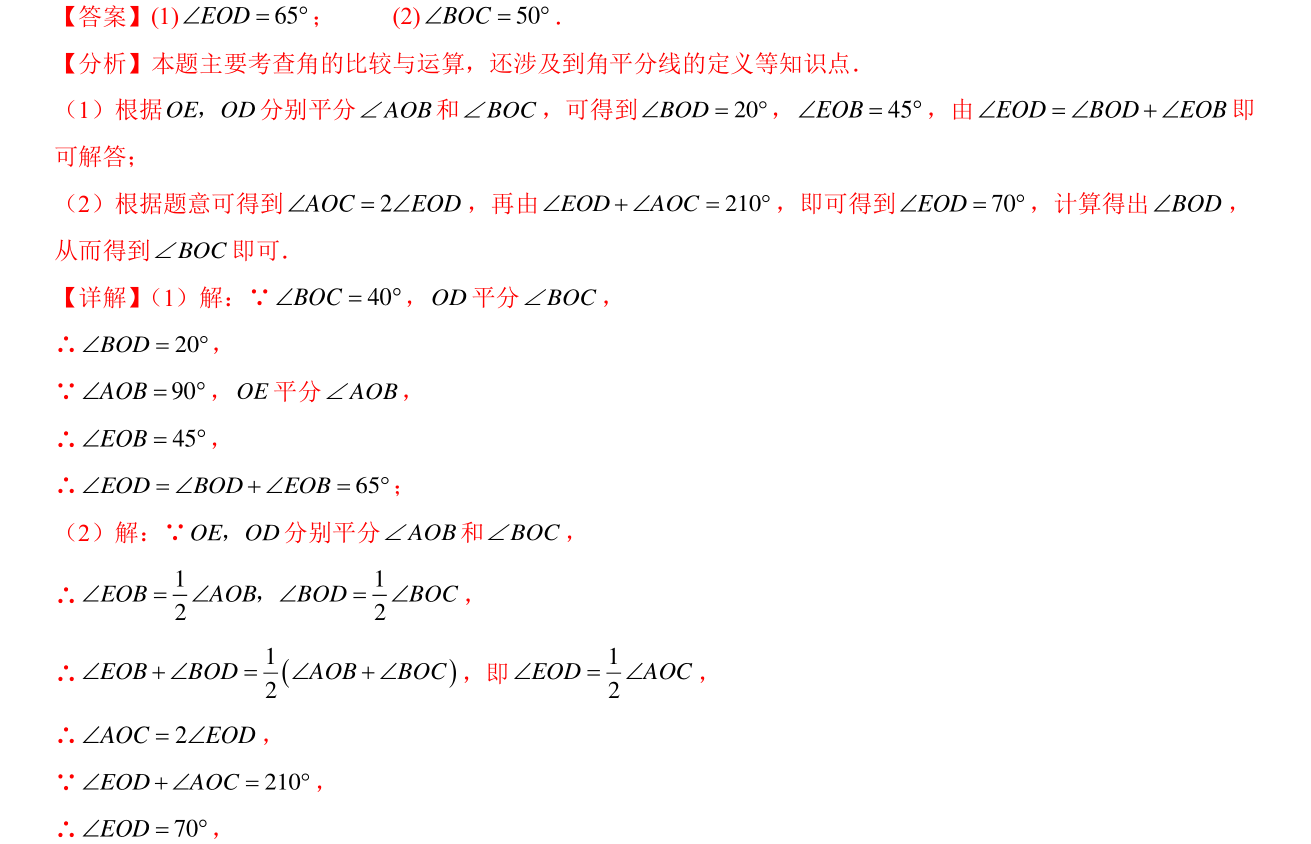 【答案】(1)∠EOD=65°；	(2)∠BOC=50°．
【分析】本题主要考查角的比较与运算，还涉及到角平分线的定义等知识点．
（1）根据OE，OD分别平分∠AOB和∠BOC，可得到∠BOD=20°，∠EOB=45°，由∠EOD=∠BOD+∠EOB即
可解答；
（2）根据题意可得到∠AOC=2∠EOD，再由∠EOD+∠AOC=210°，即可得到∠EOD=70°，计算得出∠BOD，
从而得到∠BOC即可．
【详解】（1）解：∵∠BOC=40°，OD平分∠BOC，
∴∠BOD=20°，
∵∠AOB=90°，OE平分∠AOB，
∴∠EOB=45°，
∴∠EOD=∠BOD+∠EOB=65°；
（2）解：∵OE，OD分别平分∠AOB和∠BOC，
∴∠EOB=1/2∠AOB，∠BOD=1/2∠BOC，
∴∠EOB+∠BOD=1/2(∠AOB+∠BOC)，即∠EOD=1/2∠AOC，
∴∠AOC=2∠EOD，
∵∠EOD+∠AOC=210°，
∴∠EOD=70°，